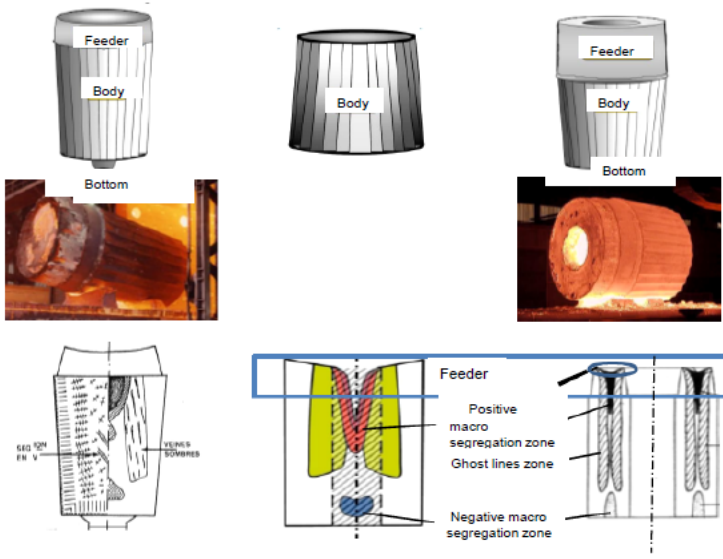 Feeder
Body
Bottom
Body
Feeder
Body
Bottom
EN V
VEINES
SOMBRES
Feeder
Positive
macro
segregation zone
Ghost lines zone
Negative macro
segregation zone